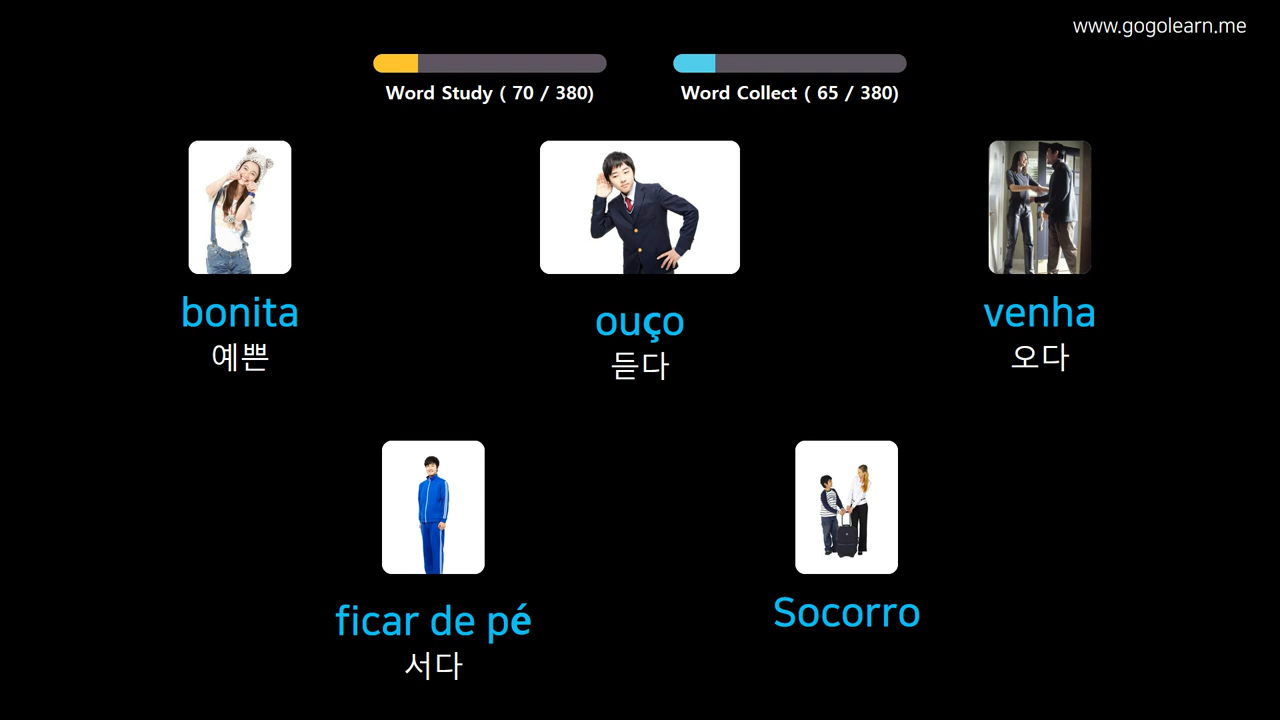 www.gogolearn.me
Word Study ( 70 / 380)
Word Collect ( 65 / 380)
bonita
예쁜
ouço
듣다
venha
오다
ficar de pé
서다
Socorro